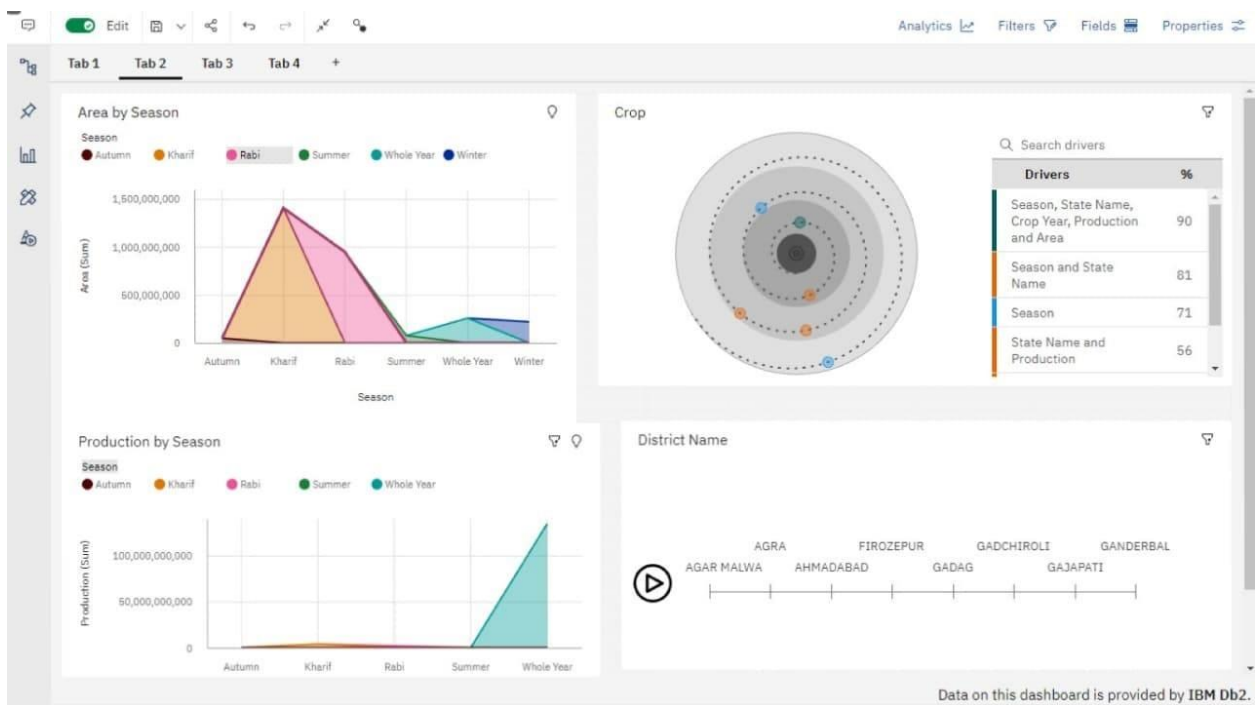 Edit
Analytics
Filters
Fields
Properties
Tab 1
Tab 2
Tab 3
Tab 4
+
Area by Season
Season
Autumn
Kharif
Rabi
Summer
Whole Year
Winter
Area (Sum)
1,500,000,000
1,000,000,000
500,000,000
0
Autumn
Kharif
Rabi
Summer
Whole Year
Winter
Season
Crop
Search drivers
Drivers %
Season, State Name,
Crop Year, Production 90
and Area
Season and State 81
Name
Season 71
State Name and 56
Production
Production by Season
Season
Autumn
Kharif
Rabi
Summer
Whole Year
Production (Sum)
100,000,000,000
50,000,000,000
0
Autumn
Kharif
Rabi
Summer
Whole Year
District Name
AGRA FIROZEPUR GADCHIROLI GANDERBAL
AGAR MALWA AHMADABAD GADAG GAJAPATI
Data on this dashboard is provided by IBM Db2.